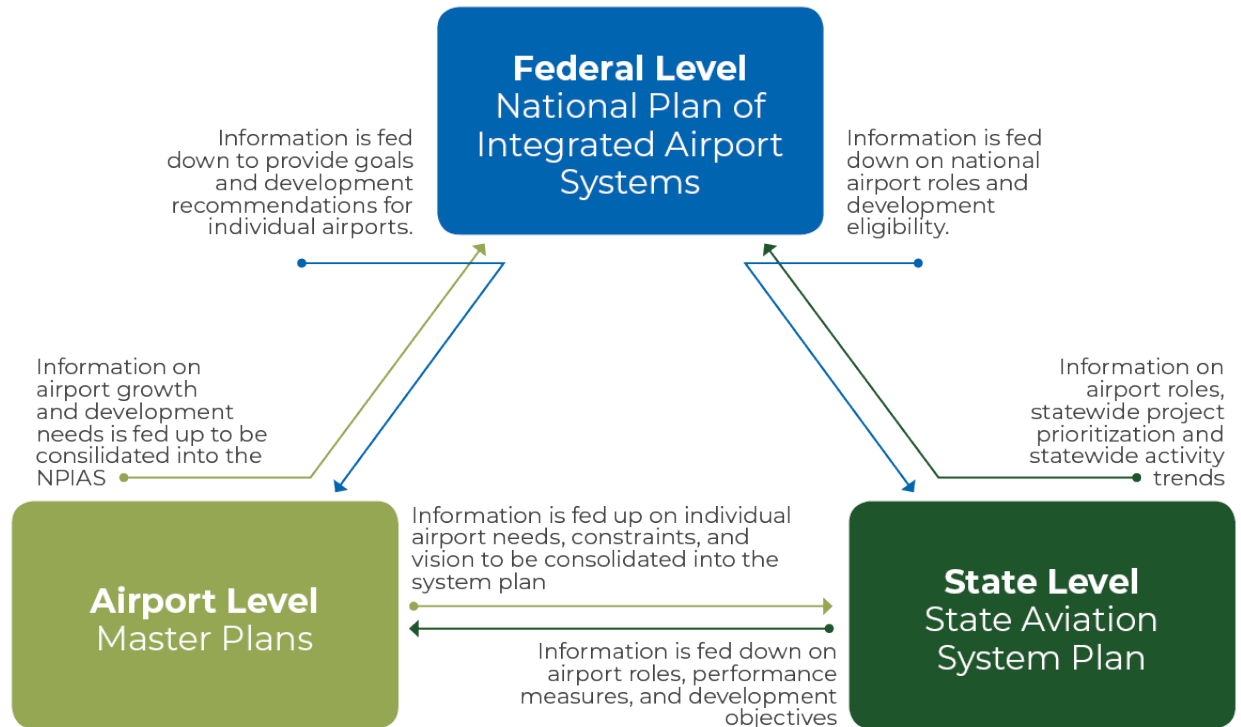 Federal Level
National Plan of
Integrated Airport
Systems
Information is fed
down to provide goals
and development
recommendations for
individual airports.
Information is fed
down on national
airport roles and
development
eligibility.
Information on
airport growth
and development
needs is fed up to be
consilidated into the
NPIAS
Information on
airport roles,
statewide project
prioritization and
statewide activity
trends
Airport Level
Master Plans
Information is fed up on individual
airport needs, constraints, and
vision to be consolidated into the
system plan
Information is fed down on
airport roles, performance
measures, and development
objectives
State Level
State Aviation
System Plan